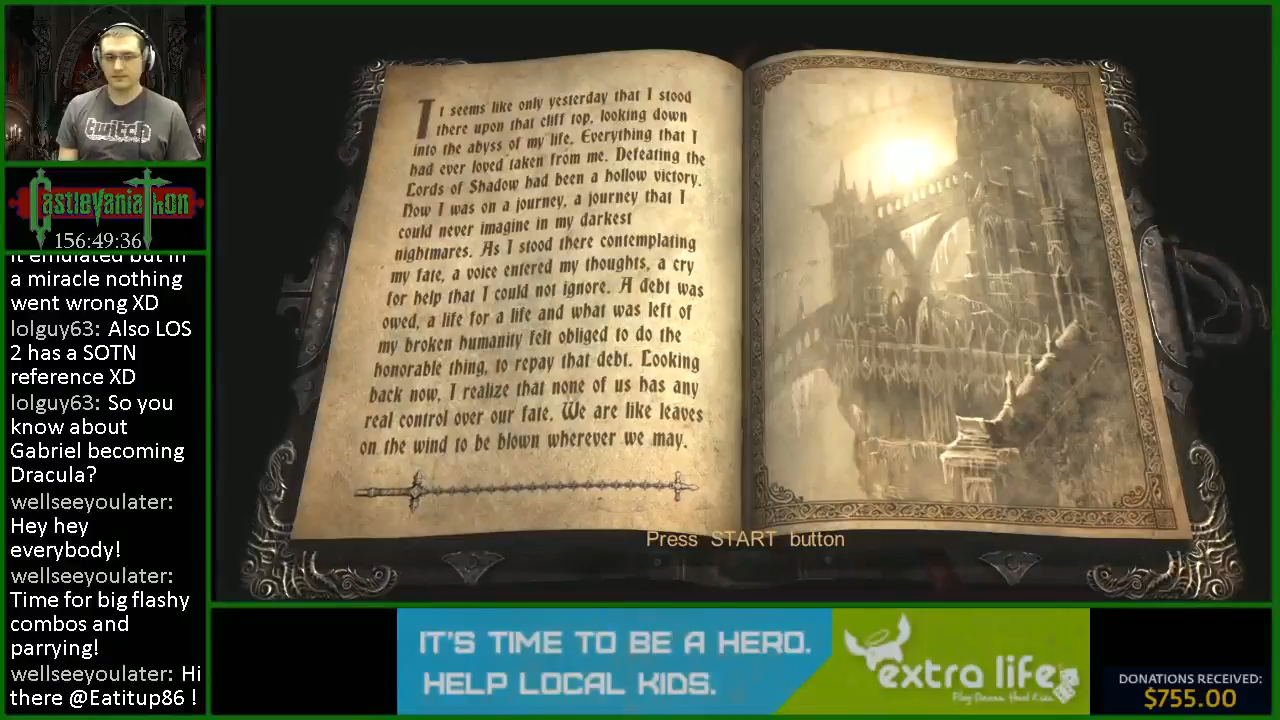 twitch
CastlevaniaThon
156:49:36
it emulated but in
a miracle nothing
went wrong XD
lolguy63: Also LOS
2 has a SOTN
reference XD
lolguy63: So you
know about
Gabriel becoming
Dracula?
wellseeyoulater:
Hey hey
everybody!
wellseeyoulater:
Time for big flashy
combos and
parrying!
wellseeyoulater: Hi
there @Eatitup86 !
It seems like only yesterday that I stood
there upon that cliff top, looking down
into the abyss of my life. Everything that I
had ever loved taken from me. Defeating the
Lords of Shadow had been a hollow victory.
Now I was on a journey, a journey that I
could never imagine in my darkest
nightmares. As I stood there contemplating
my fate, a voice entered my thoughts, a cry
for help that I could not ignore. A debt was
owed, a life for a life and what was left of
my broken humanity felt obliged to do the
honorable thing, to repay that debt. Looking
back now, I realize that none of us has any
real control over our fate. We are like leaves
on the wind to be blown wherever we may.
Press START button
IT'S TIME TO BE A HERO.
HELP LOCAL KIDS.
extra life
Play Games. Heal Kids
DONATIONS RECEIVED:
$755.00